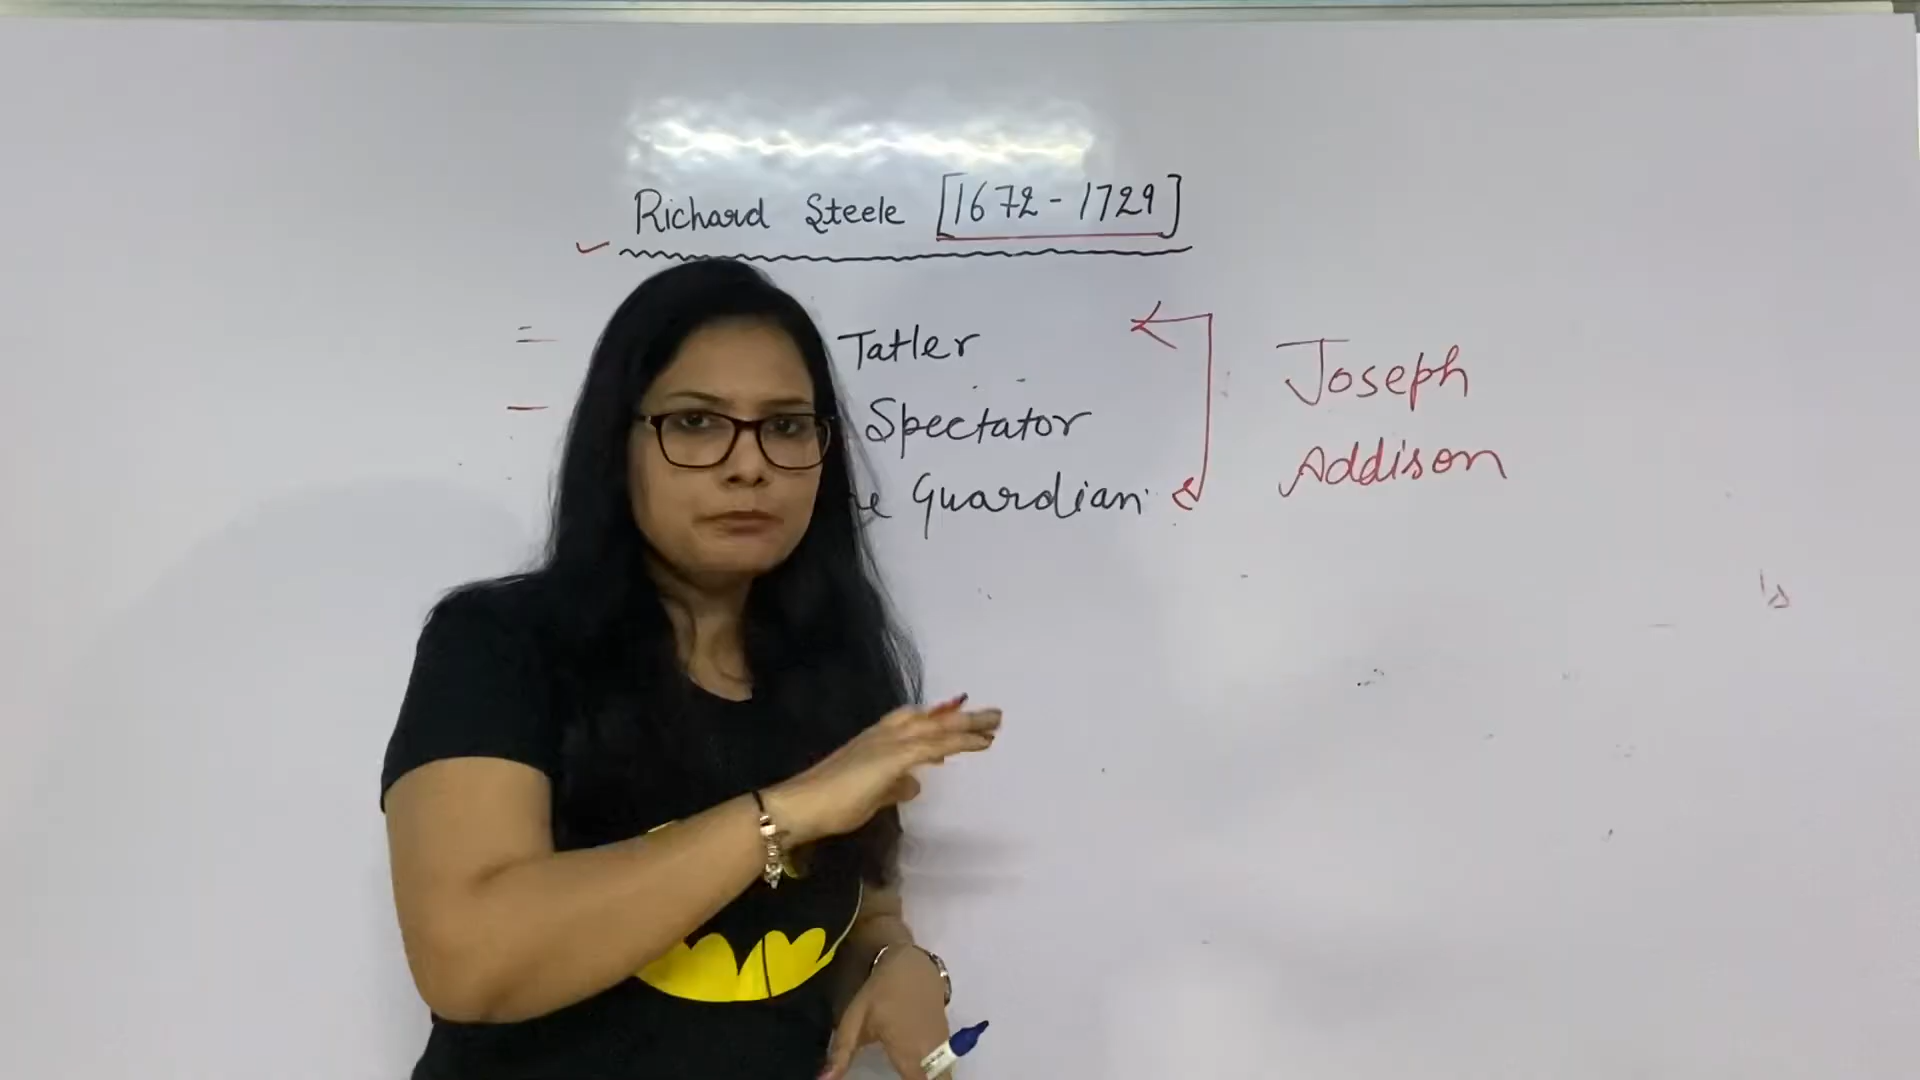 Richard Steele [1672 - 1729]
Tatler
Spectator
Guardian
Joseph
Addison